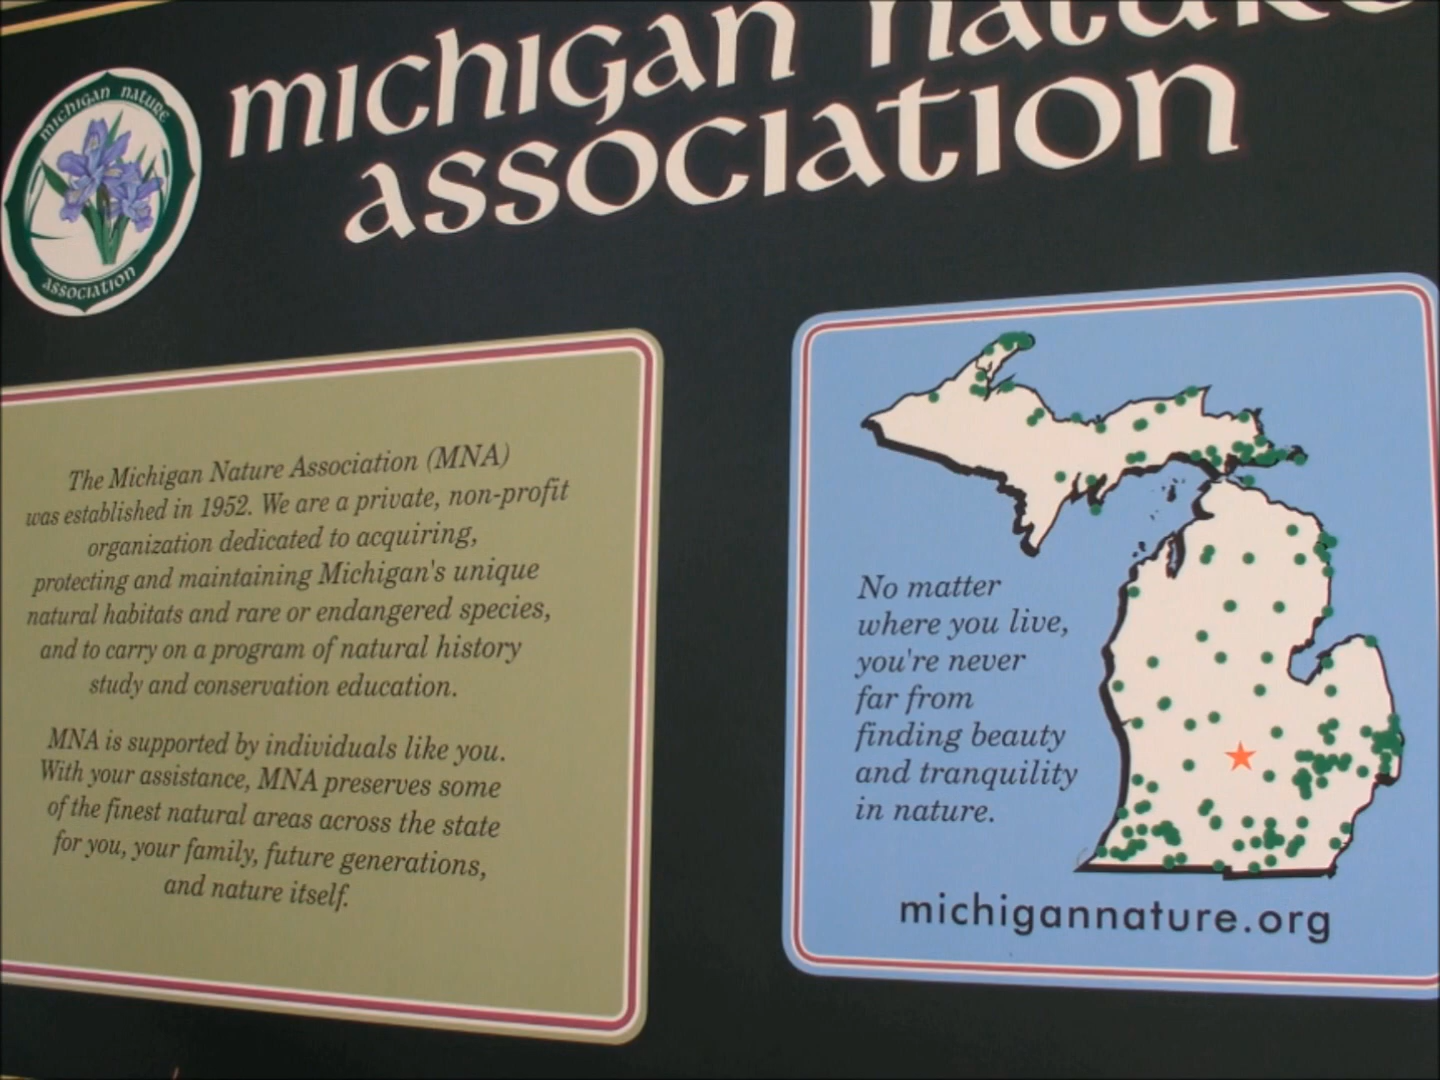 michigan nature
association
MICHIGAN NATURE
ASSOCIATION
The Michigan Nature Association (MNA)
was established in 1952. We are a private, non-profit
organization dedicated to acquiring,
protecting and maintaining Michigan's unique
natural habitats and rare or endangered species,
and to carry on a program of natural history
study and conservation education.
MNA is supported by individuals like you.
With your assistance, MNA preserves some
of the finest natural areas across the state
for you, your family, future generations,
and nature itself.
No matter
where you live,
you're never
far from
finding beauty
and tranquility
in nature.
michigannature.org